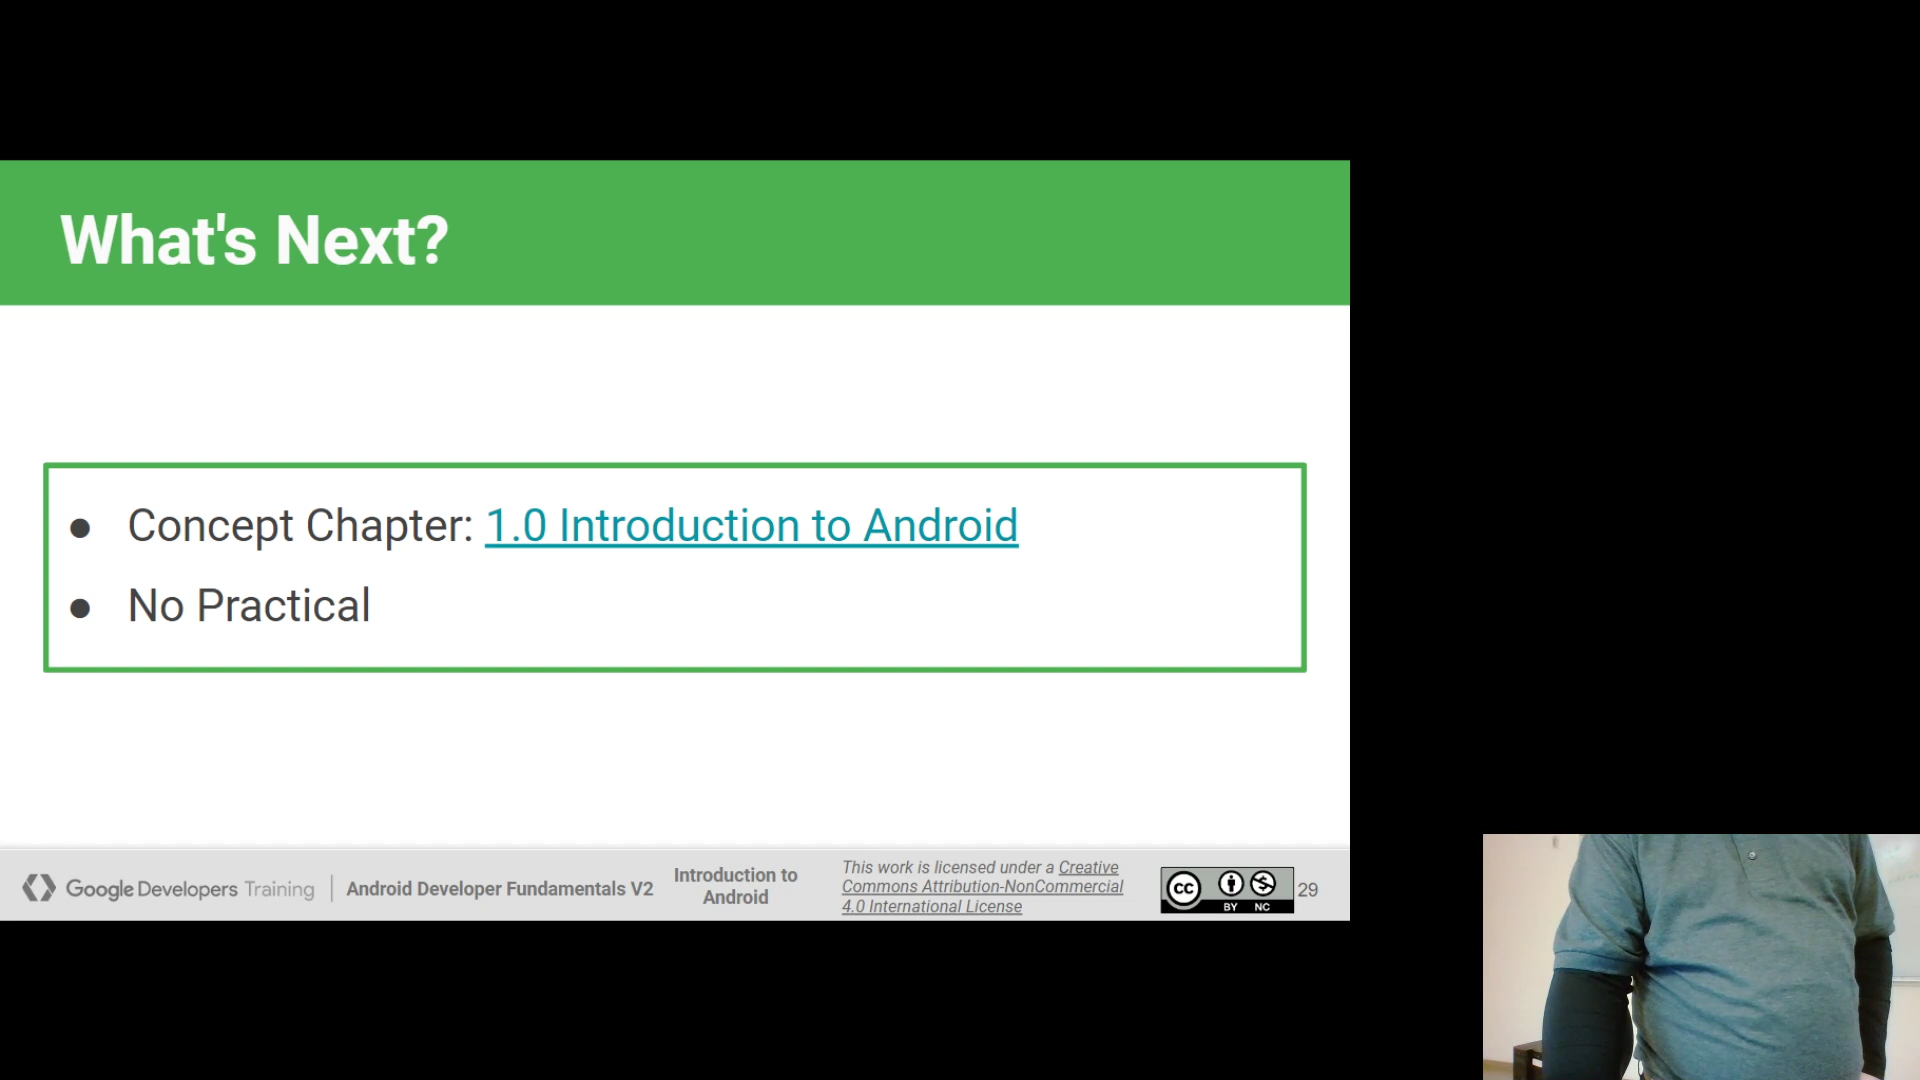 What's Next?
● Concept Chapter: 1.0 Introduction to Android
● No Practical
Google Developers Training
Android Developer Fundamentals V2
Introduction to
Android
This work is licensed under a Creative
Commons Attribution-NonCommercial
4.0 International License
cc
BY NC
29